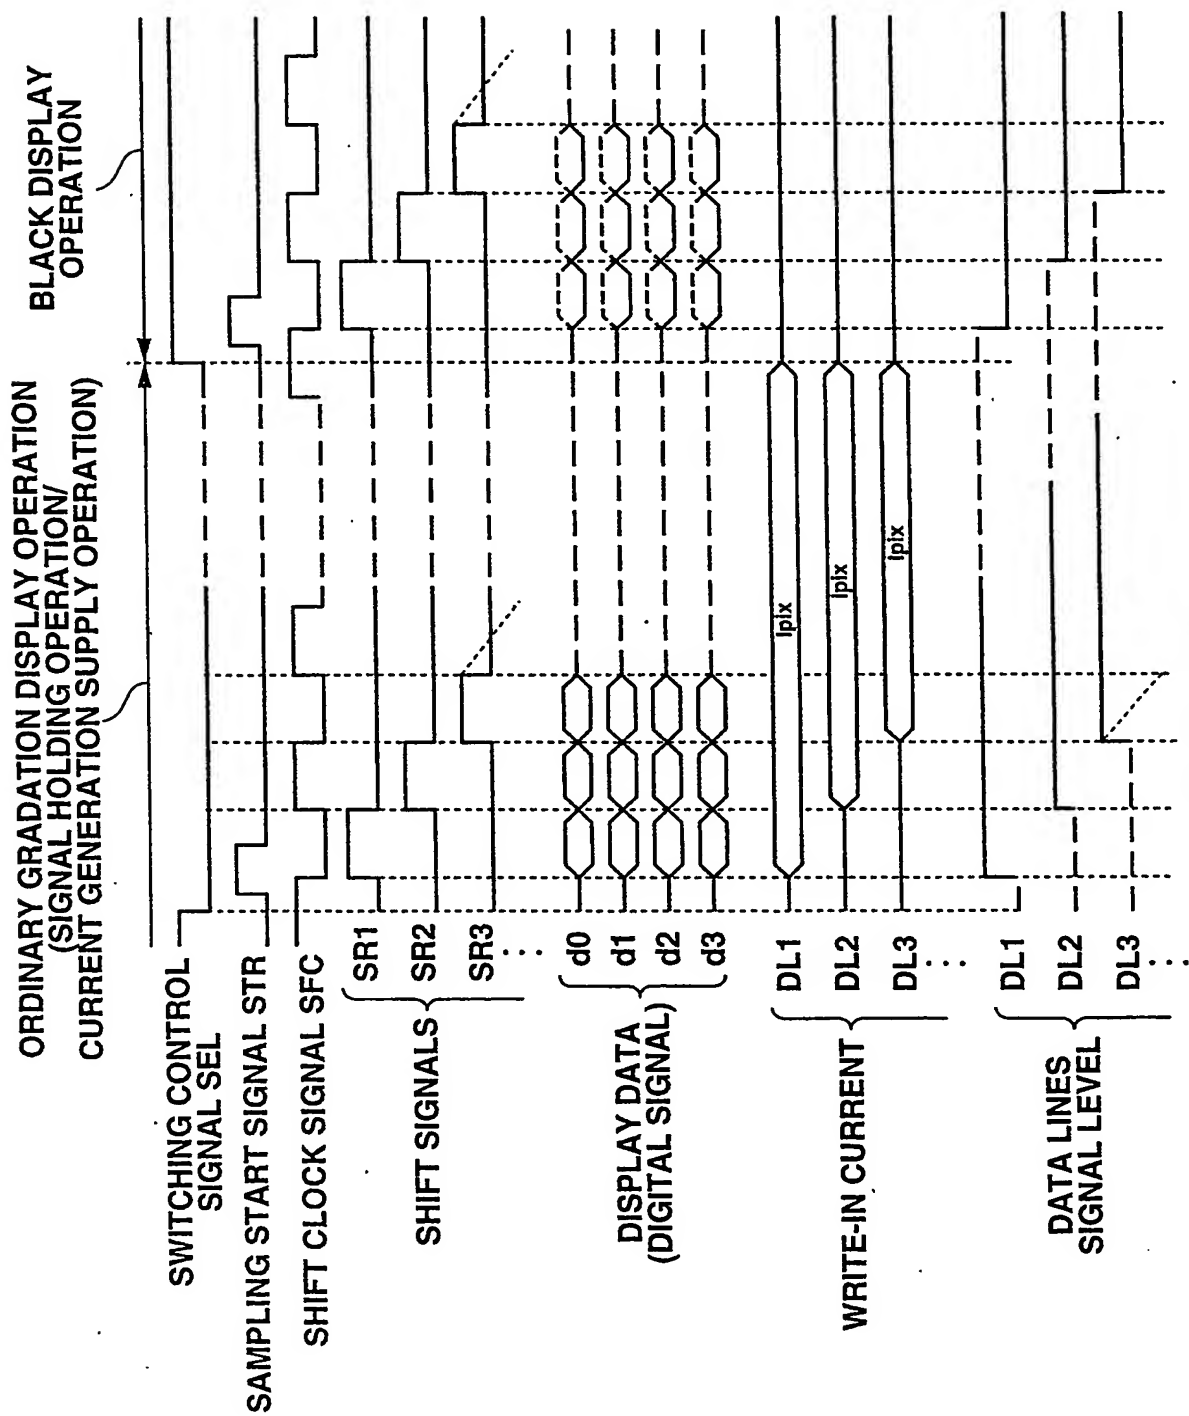 ORDINARY GRADATION DISPLAY OPERATION
(SIGNAL HOLDING OPERATION/
CURRENT GENERATION SUPPLY OPERATION)
BLACK DISPLAY
OPERATION
SWITCHING CONTROL
SIGNAL SEL
SAMPLING START SIGNAL STR
SHIFT CLOCK SIGNAL SFC
SHIFT SIGNALS
SR1
SR2
SR3
DISPLAY DATA
(DIGITAL SIGNAL)
d0
d1
d2
d3
WRITE-IN CURRENT
DL1
Ipix
DL2
Ipix
DL3
Ipix
DATA LINES
SIGNAL LEVEL
DL1
DL2
DL3